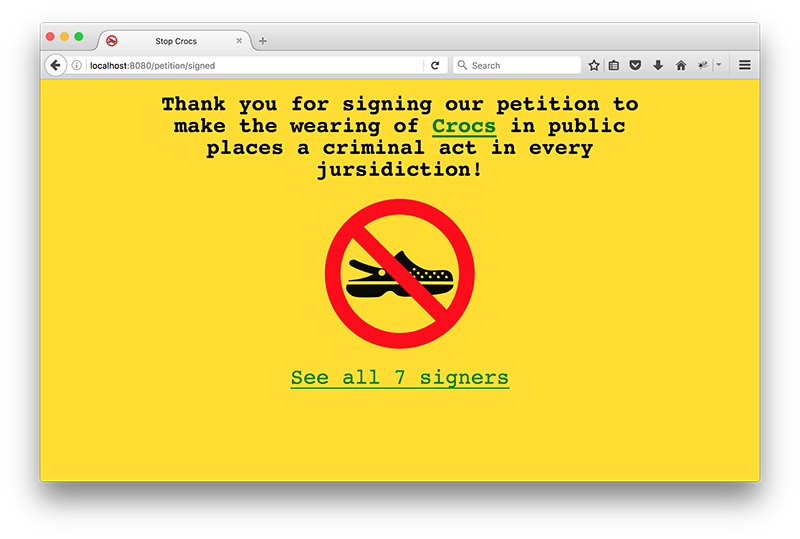 Stop Crocs
localhost:8080/petition/signed
Search
Thank you for signing our petition to
make the wearing of Crocs in public
places a criminal act in every
jursidiction!
See all 7 signers